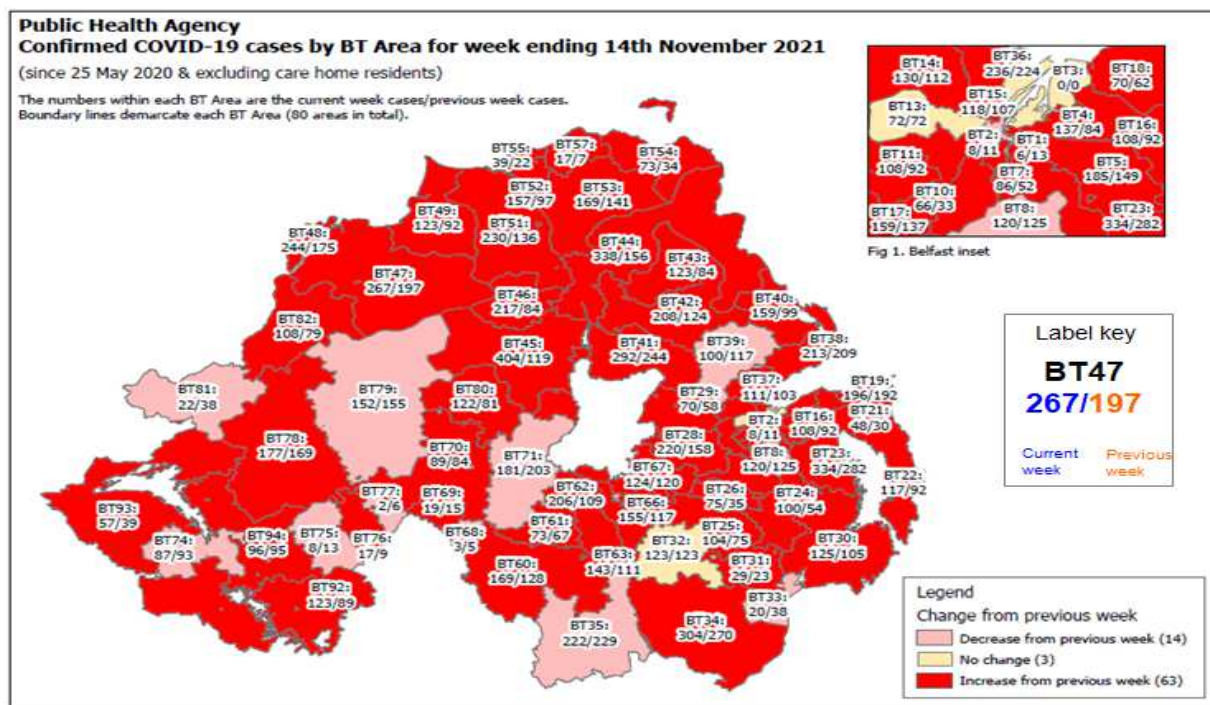 Public Health Agency
Confirmed COVID-19 cases by BT Area for week ending 14th November 2021
(since 25 May 2020 & excluding care home residents)
The numbers within each BT Area are the current week cases/previous week cases.
Boundary lines demarcate each BT Area (80 areas in total).
BT55:
39/22
BT57:
17/7
BT54:
73/34
BT52:
157/97
BT53:
169/141
BT49:
123/92
BT51:
230/136
BT48:
244/175
BT44:
338/156
BT43:
123/84
BT47:
267/197
BT46:
217/84
BT42:
208/124
BT40:
159/99
BT82:
108/79
BT45:
404/119
BT41:
292/244
BT39:
100/117
BT38:
213/209
BT81:
22/38
BT79:
152/155
BT80:
122/81
BT29:
70/58
BT37:
111/103
BT19:
196/192
BT2:
8/11
BT16:
108/92
BT21:
48/30
BT78:
177/169
BT70:
89/84
BT71:
181/203
BT28:
220/158
BT8:
120/125
BT23:
334/282
BT67:
124/120
BT22:
117/92
BT93:
57/39
BT77:
2/6
BT69:
19/15
BT62:
206/109
BT26:
75/35
BT24:
100/54
BT66:
155/117
BT74:
87/93
BT94:
96/95
BT75:
8/13
BT76:
17/9
BT68:
3/5
BT61:
73/67
BT25:
104/75
BT32:
123/123
BT30:
125/105
BT60:
169/128
BT63:
143/111
BT31:
29/23
BT92:
123/89
BT33:
20/38
BT35:
222/229
BT34:
304/270
BT14:
130/112
BT36:
236/224
BT3:
0/0
BT18:
70/62
BT15:
118/107
BT13:
72/72
BT4:
137/84
BT16:
108/92
BT2:
8/11
BT1:
6/13
BT11:
108/92
BT7:
86/52
BT5:
185/149
BT10:
66/33
BT17:
159/137
BT8:
120/125
BT23:
334/282
Fig 1. Belfast inset
Label key
BT47
267/197
Current Previous
week week
Legend
Change from previous week
Decrease from previous week (14)
No change (3)
Increase from previous week (63)